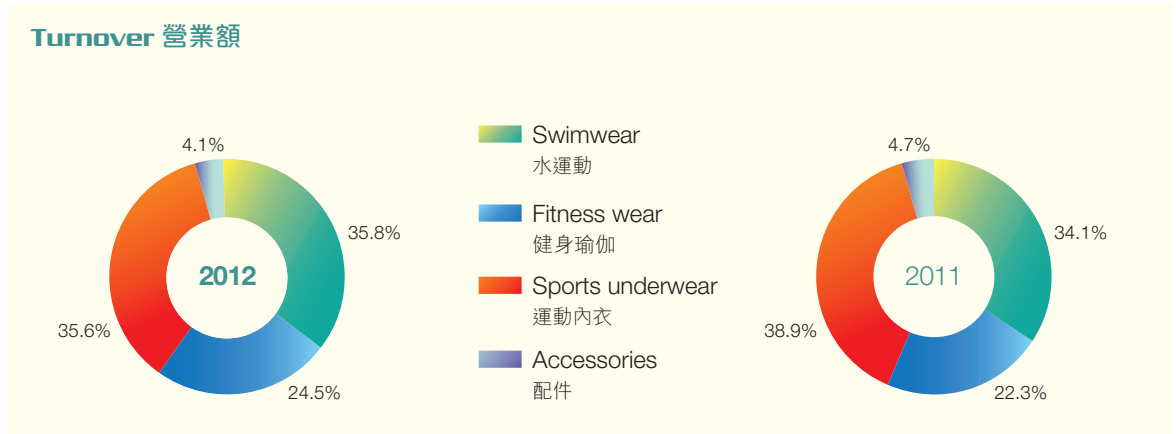 Turnover 營業額
4.1%
35.8%
2012
35.6%
24.5%
Swimwear
水運動
Fitness wear
健身瑜伽
Sports underwear
運動內衣
Accessories
配件
4.7%
34.1%
2011
38.9%
22.3%